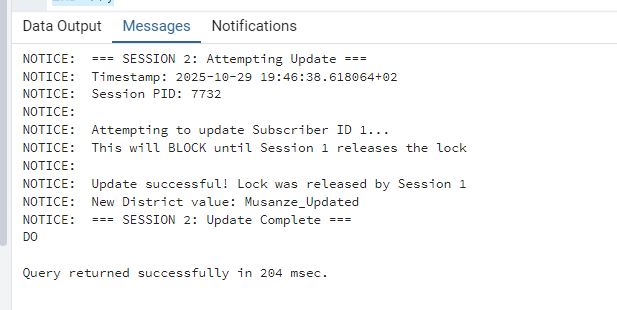 Data Output Messages Notifications
NOTICE:  === SESSION 2: Attempting Update ===
NOTICE:  Timestamp: 2025-10-29 19:46:38.618064+02
NOTICE:  Session PID: 7732
NOTICE:
NOTICE:  Attempting to update Subscriber ID 1...
NOTICE:  This will BLOCK until Session 1 releases the lock
NOTICE:
NOTICE:  Update successful! Lock was released by Session 1
NOTICE:  New District value: Musanze_Updated
NOTICE:  === SESSION 2: Update Complete ===
DO
Query returned successfully in 204 msec.